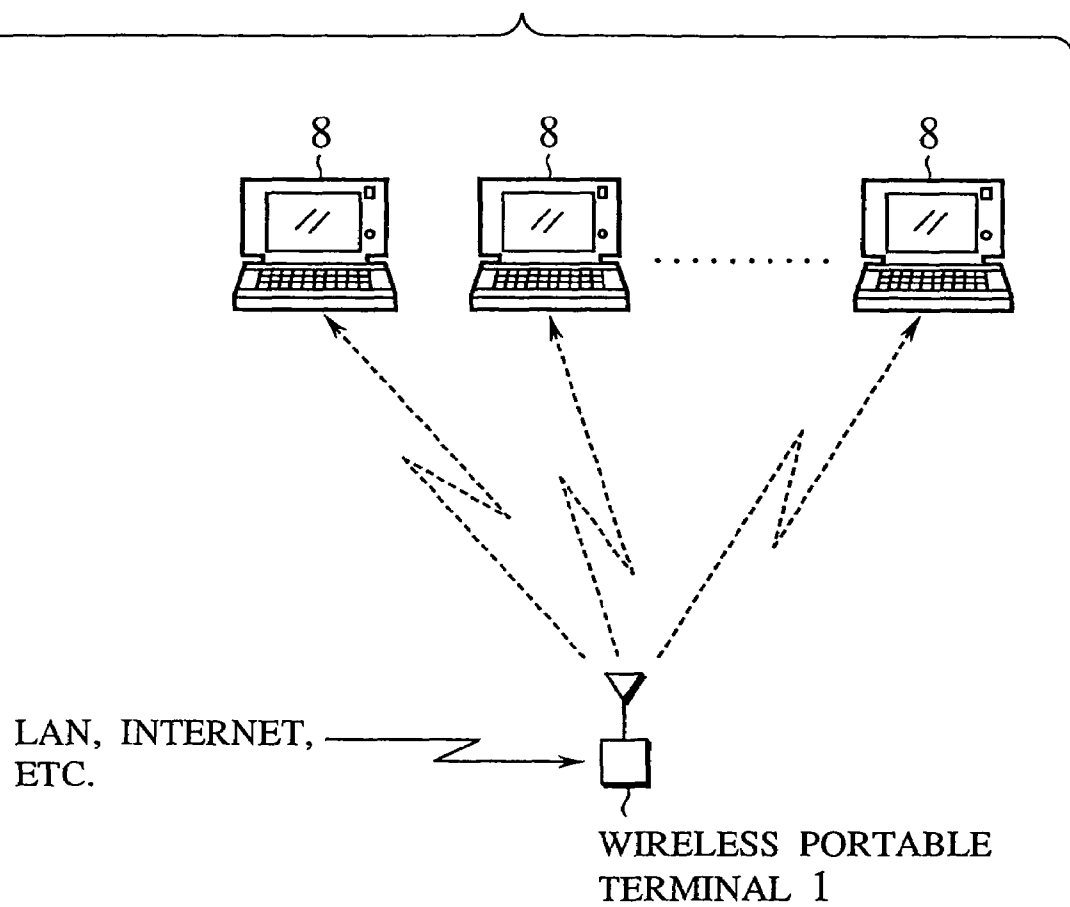 8
8
8
LAN, INTERNET,
ETC.
WIRELESS PORTABLE
TERMINAL 1